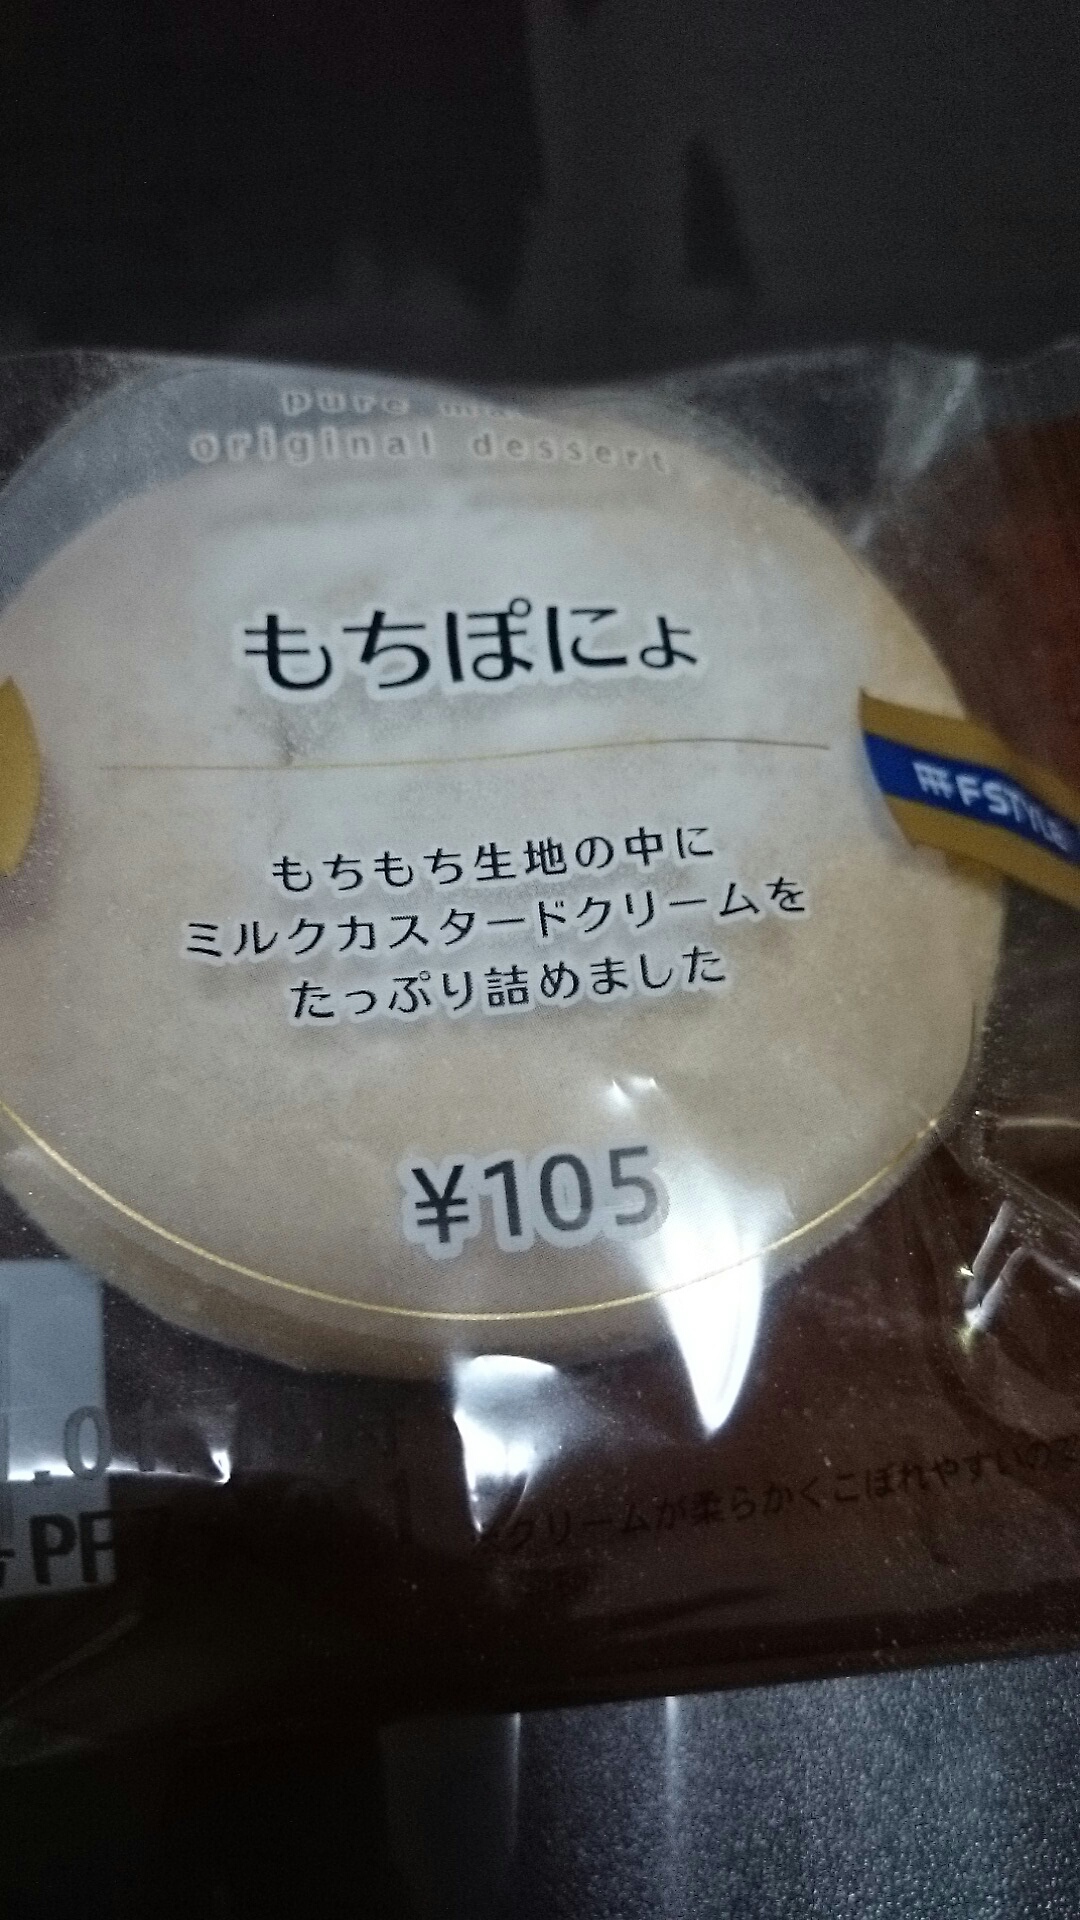 pure
original dessert
もちぽにょ
FSTYLE
もちもち生地の中に
ミルクカスタードクリームを
たっぷり詰めました
¥105
クリームが柔らかくこぼれやすいので